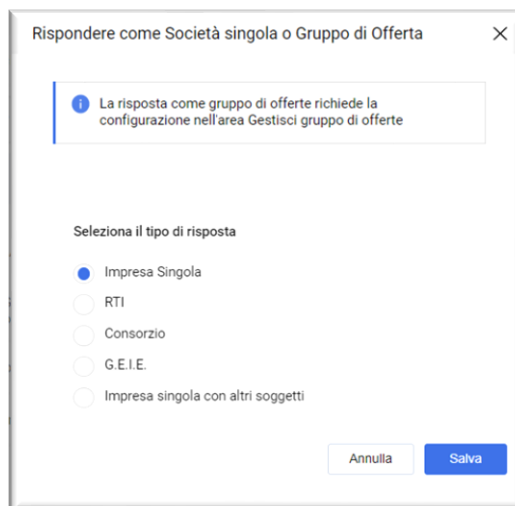 Rispondere come Società singola o Gruppo di Offerta
La risposta come gruppo di offerte richiede la
configurazione nell'area Gestisci gruppo di offerte
Seleziona il tipo di risposta
Impresa Singola
RTI
Consorzio
G.E.I.E.
Impresa singola con altri soggetti
Annulla
Salva